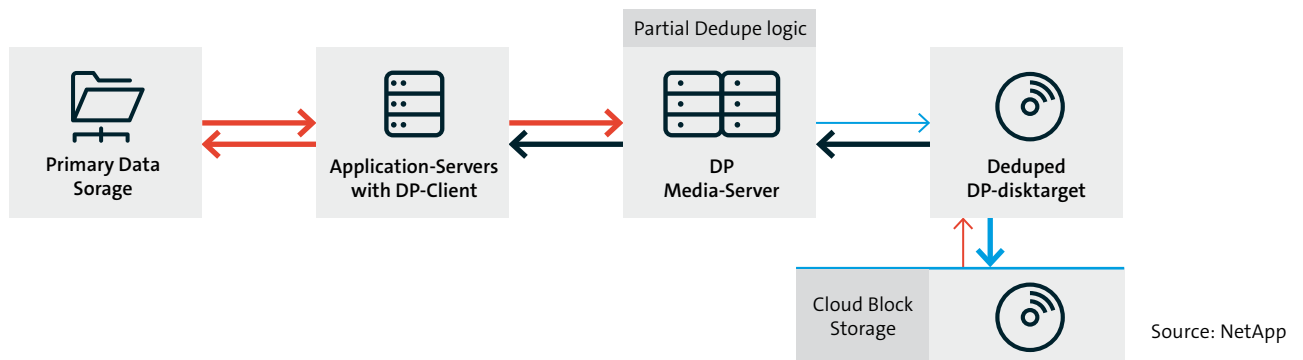 Partial Dedupe logic
Primary Data
Sorage
Application-Servers
with DP-Client
DP
Media-Server
Deduped
DP-disktarget
Cloud Block
Storage
Source: NetApp